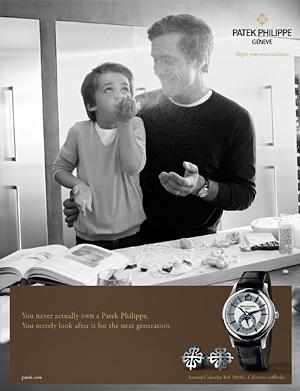 PATEK PHILIPPE
GENEVE
Begin your own tradition.
You never actually own a Patek Philippe.
You merely look after it for the next generation.
patek.com
Annual Calendar Ref. 5205G, Calatrava cufflinks.